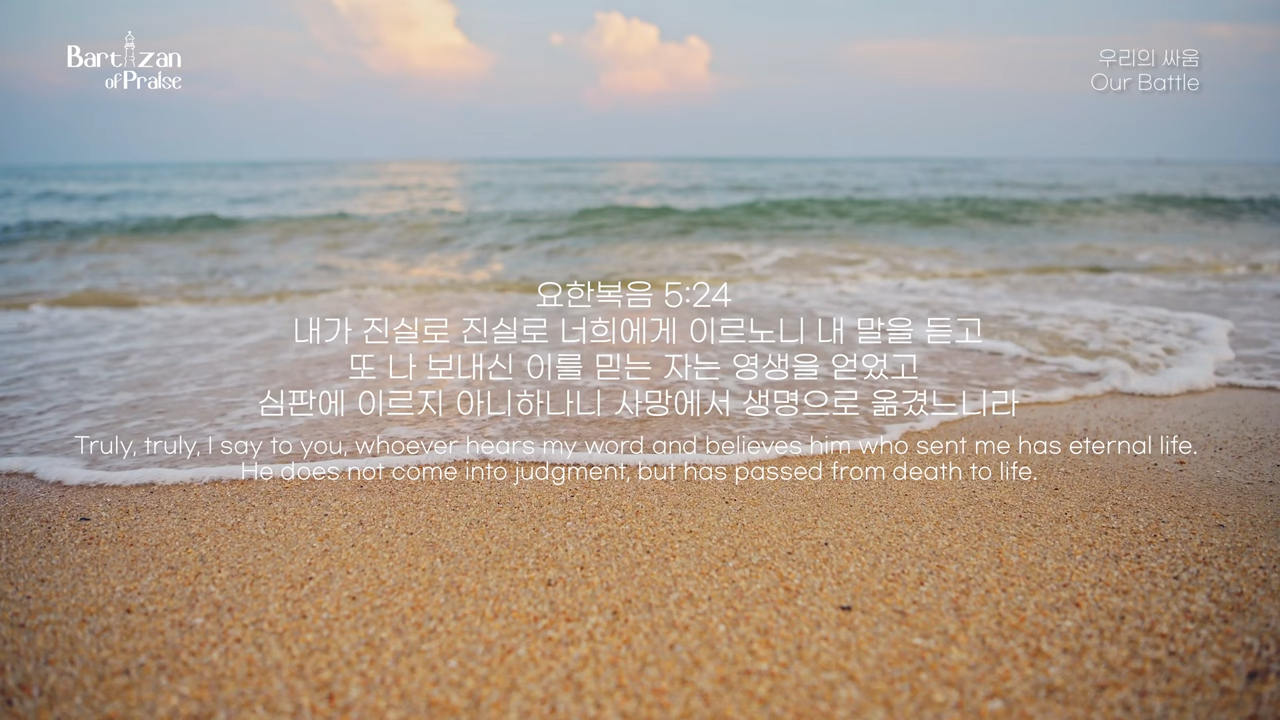 Bartizan
of Praise
우리의 싸움
Our Battle
요한복음 5:24
내가 진실로 진실로 너희에게 이르노니 내 말을 듣고
또 나 보내신 이를 믿는 자는 영생을 얻었고
심판에 이르지 아니하나니 사망에서 생명으로 옮겼느니라
Truly, truly, I say to you, whoever hears my word and believes him who sent me has eternal life.
He does not come into judgment, but has passed from death to life.